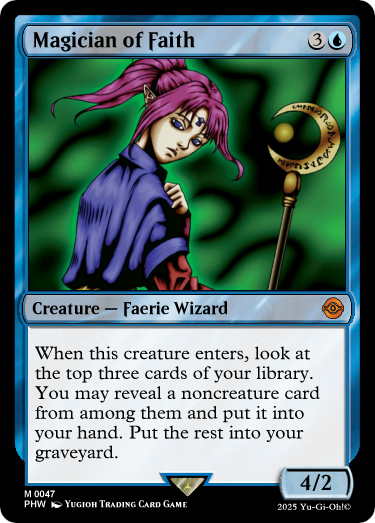 Magician of Faith 3
Creature — Faerie Wizard
When this creature enters, look at
the top three cards of your library.
You may reveal a noncreature card
from among them and put it into
your hand. Put the rest into your
graveyard.
4/2
M 0047
PHW Yugioh Trading Card Game
2025 Yu-Gi-Oh!©